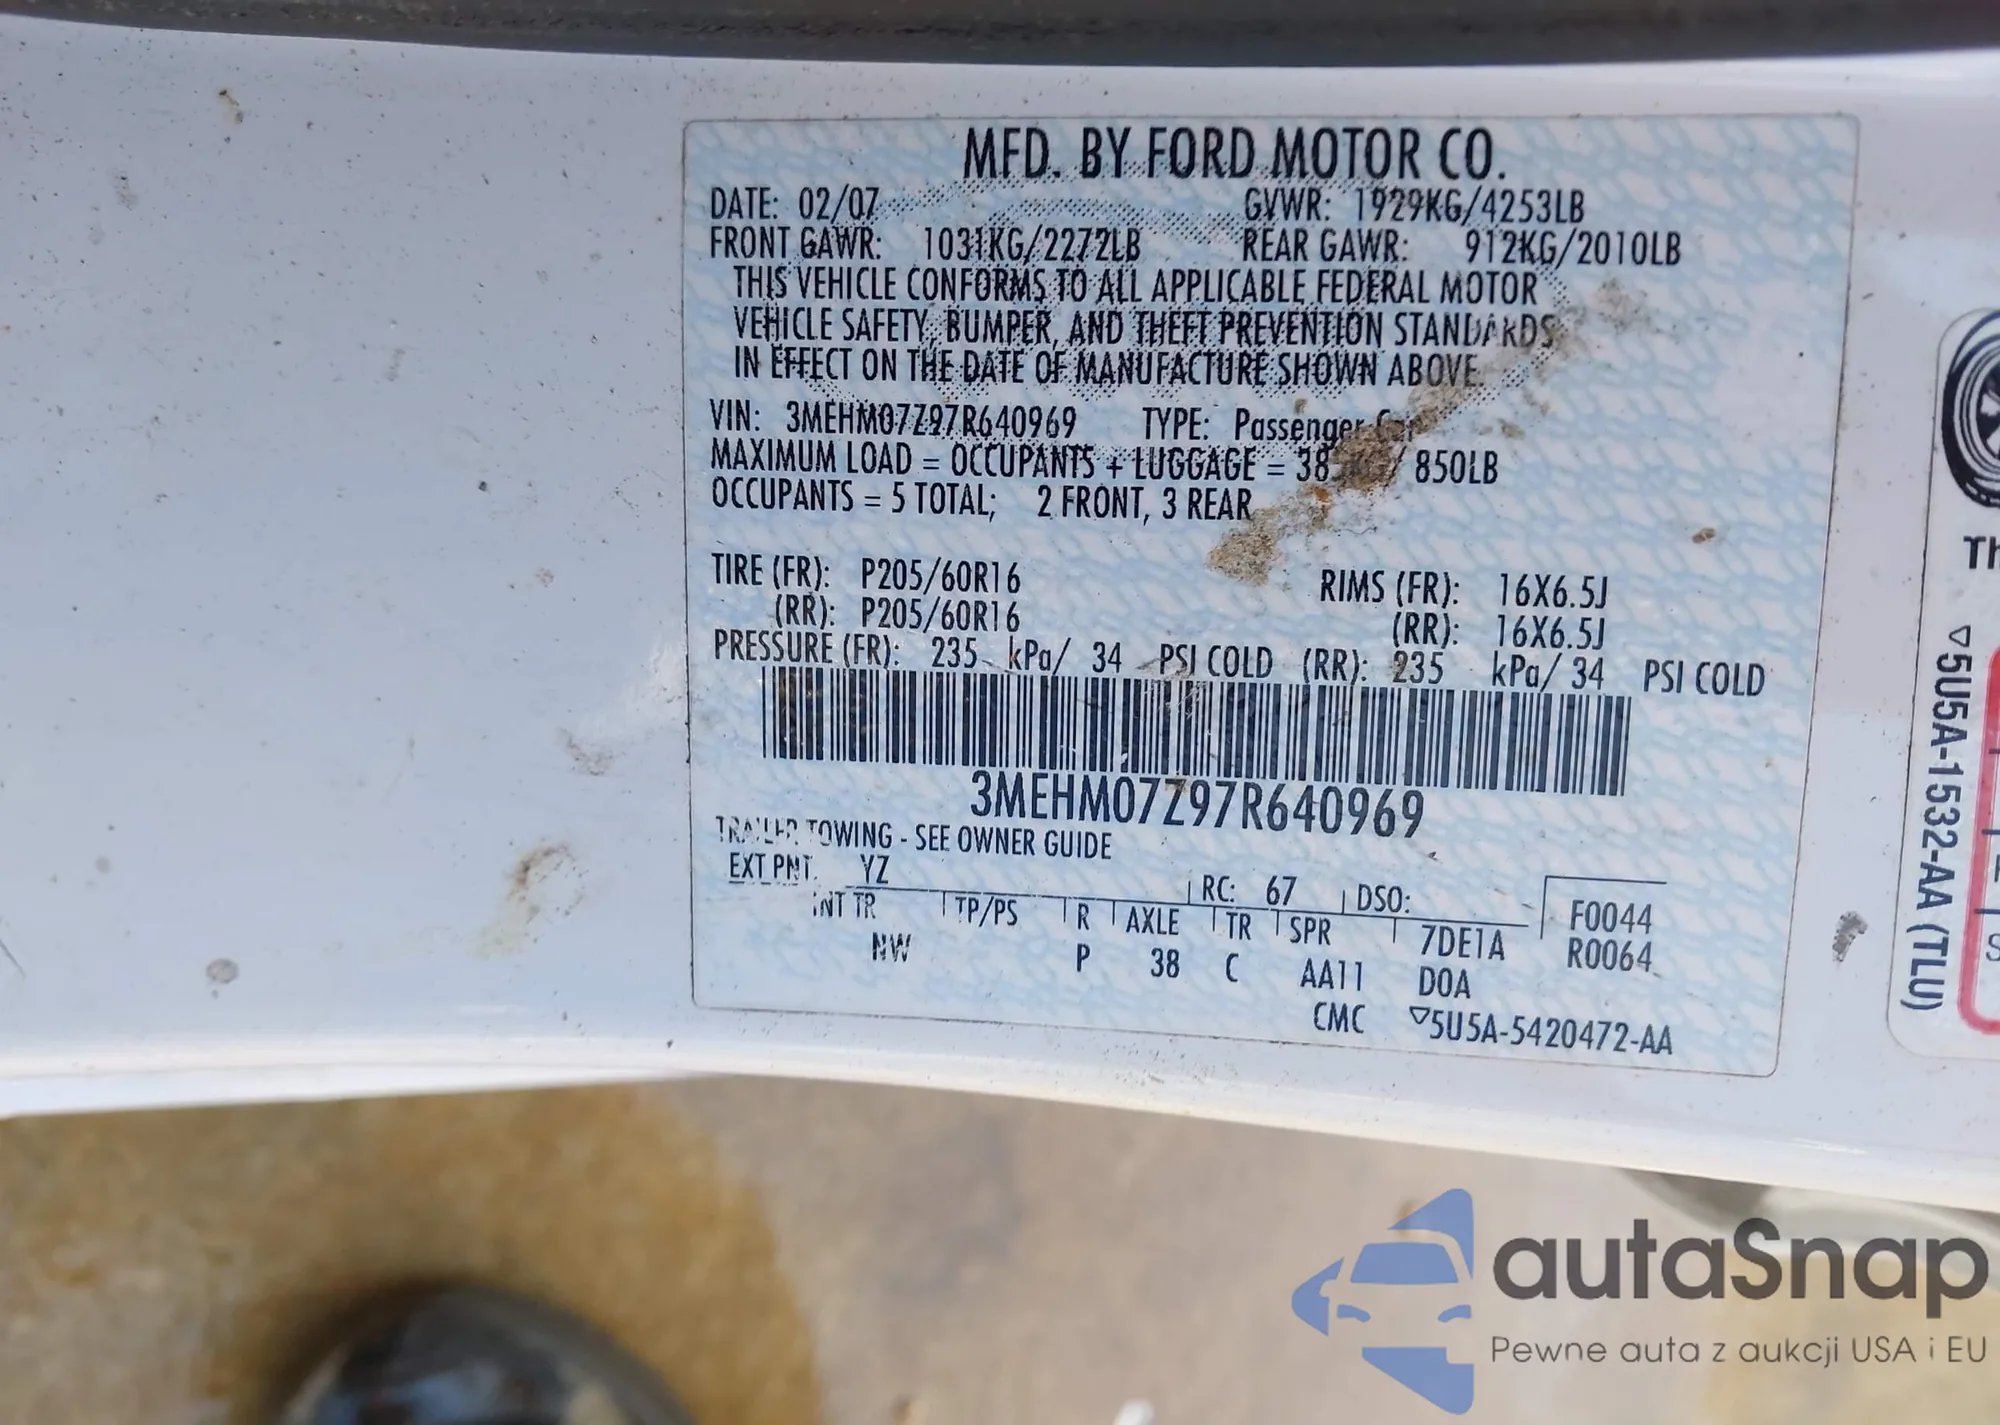 MFD. BY FORD MOTOR CO.
DATE: 02/07 GVWR: 1929KG/4253LB
FRONT GAWR: 1031KG/2272LB REAR GAWR: 912KG/2010LB
THIS VEHICLE CONFORMS TO ALL APPLICABLE FEDERAL MOTOR
VEHICLE SAFETY, BUMPER, AND THEFT PREVENTION STANDARDS
IN EFFECT ON THE DATE OF MANUFACTURE SHOWN ABOVE.
VIN: 3MEHM07Z97R640969 TYPE: Passenger Car
MAXIMUM LOAD = OCCUPANTS + LUGGAGE = / 850LB
OCCUPANTS = 5 TOTAL; 2 FRONT, 3 REAR
TIRE (FR): P205/60R16 RIMS (FR): 16X6.5J
(RR): P205/60R16 (RR): 16X6.5J
PRESSURE (FR): 235 kPa/ 34 PSI COLD (RR): 235 kPa/ 34 PSI COLD
3MEHM07Z97R640969
TRAILER TOWING - SEE OWNER GUIDE
EXT PNT. YZ RC: 67 DSO: F0044
INT TR TP/PS R AXLE TR SPR 7DE1A R0064
NW P 38 C AA11 D0A
CMC ▽5U5A-5420472-AA
▽5U5A-1532-AA (TLU)
autaSnap
Pewne auta z aukcji USA i EU